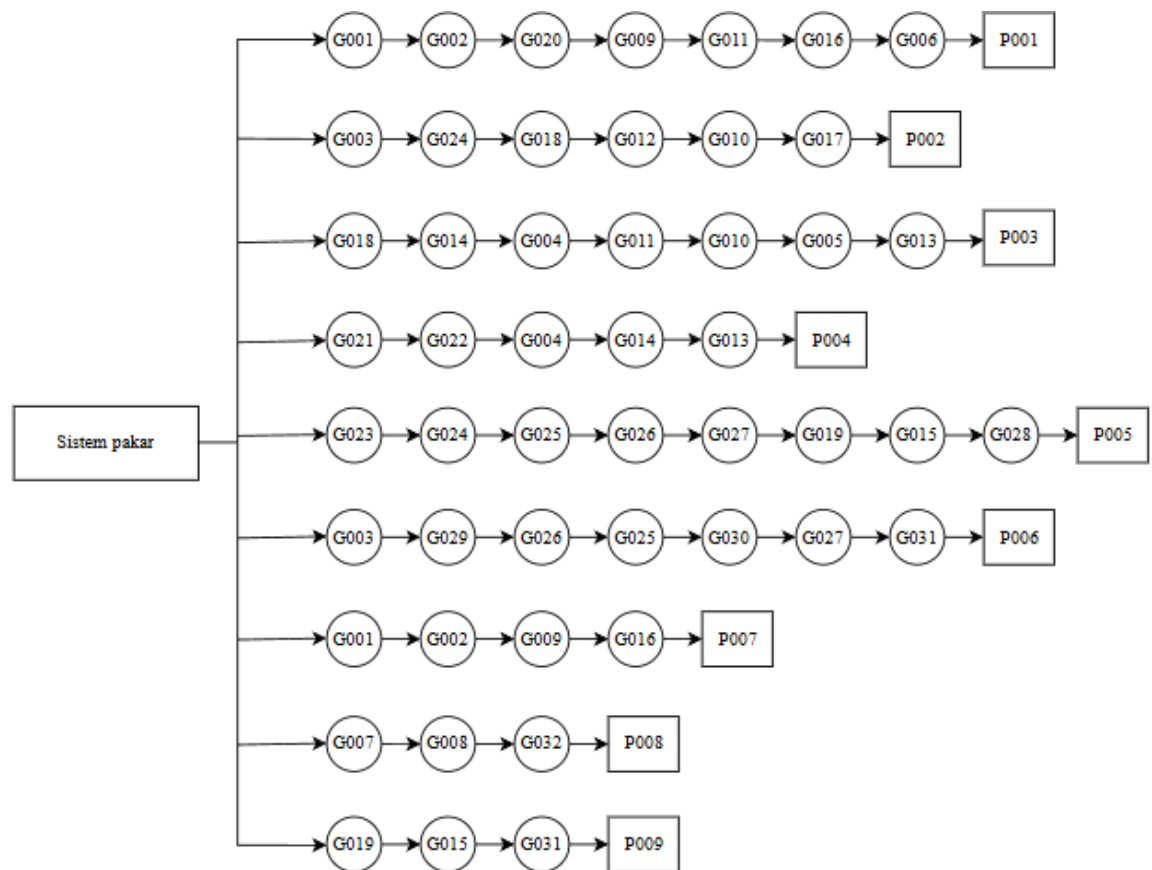 G001 G002 G020 G009 G011 G016 G006 P001
G003 G024 G018 G012 G010 G017 P002
G018 G014 G004 G011 G010 G005 G013 P003
G021 G022 G004 G014 G013 P004
Sistem pakar
G023 G024 G025 G026 G027 G019 G015 G028 P005
G003 G029 G026 G025 G030 G027 G031 P006
G001 G002 G009 G016 P007
G007 G008 G032 P008
G019 G015 G031 P009